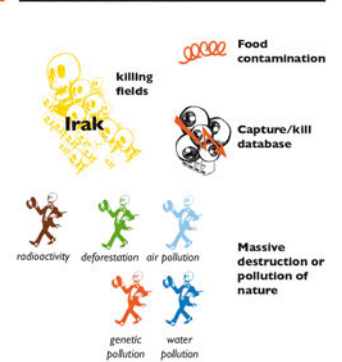 Food
contamination
killing
fields
Irak
Capture/kill
database
radioactivity
deforestation
air pollution
Massive
destruction or
pollution of
nature
genetic
pollution
water
pollution